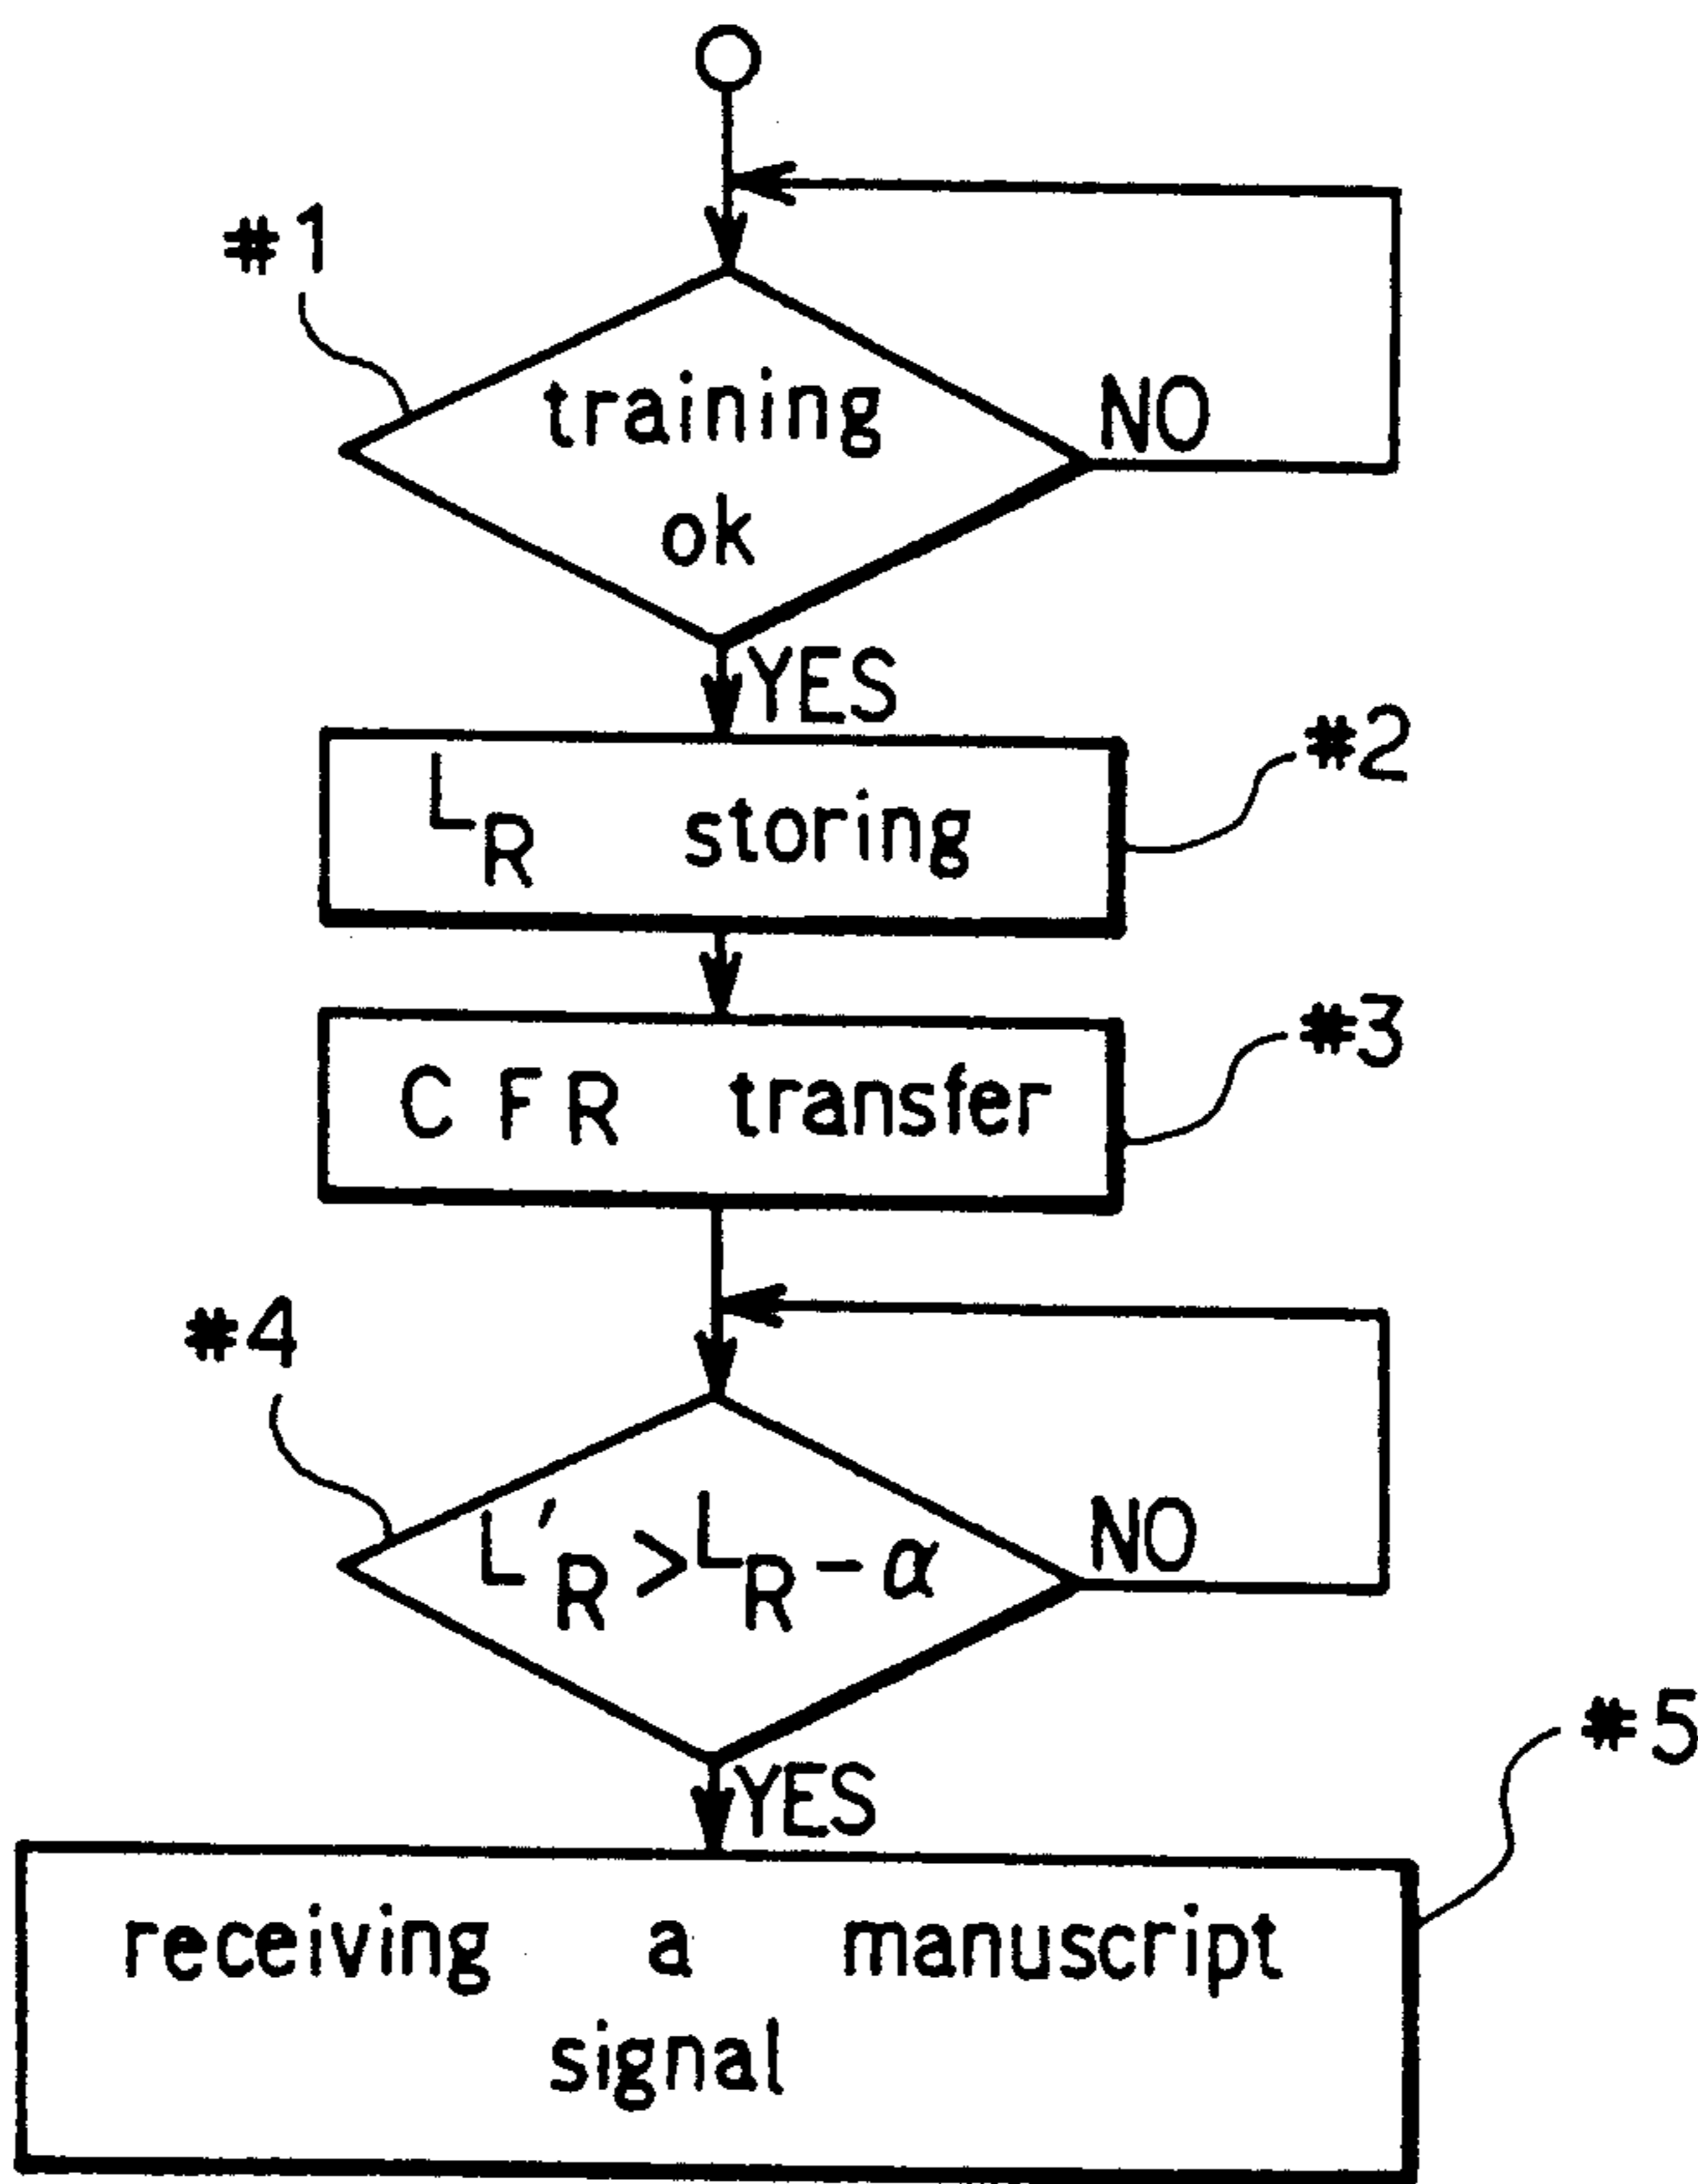 #1
training
ok
NO
YES
#2
L_R storing
#3
C F R transfer
#4
L'_R > L_R - α
NO
YES
#5
receiving a manuscript
signal